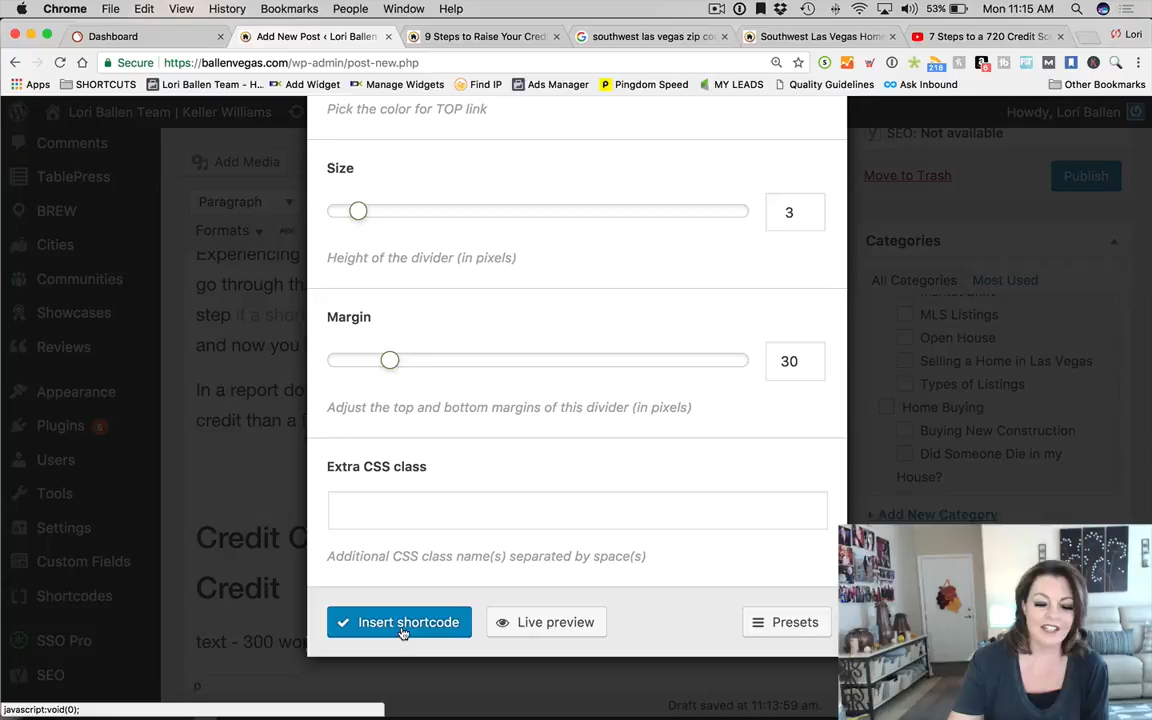 Chrome File Edit View History Bookmarks People Window Help 53% Mon 11:15 AM
Dashboard Add New Post ‹ Lori Ballen 9 Steps to Raise Your Credi southwest las vegas zip co Southwest Las Vegas Home 7 Steps to a 720 Credit Sc Lori
Secure https://ballenvegas.com/wp-admin/post-new.php
Apps SHORTCUTS Lori Ballen Team - H... Add Widget Manage Widgets Find IP Ads Manager Pingdom Speed MY LEADS Quality Guidelines Ask Inbound Other Bookmarks
Lori Ballen Team | Keller Williams Howdy, Lori Ballen
Pick the color for TOP link
SEO: Not available
Comments
Add Media
Move to Trash Publish
TablePress
Size
Paragraph
BREW
3
Formats
Categories
Cities
Experiencing
Height of the divider (in pixels)
Communities
go through th
All Categories Most Used
Showcases
step if a short
Margin
MLS Listings
Reviews
and now you
Open House
30
Selling a Home in Las Vegas
Appearance
In a report do
Types of Listings
Plugins 5
credit than a
Adjust the top and bottom margins of this divider (in pixels)
Home Buying
Buying New Construction
Users
Extra CSS class
Did Someone Die in my
House?
Tools
Settings
+ Add New Category
Credit C
Custom Fields
Additional CSS class name(s) separated by space(s)
Credit
Shortcodes
Insert shortcode Live preview Presets
SSO Pro
text - 300 wor
SEO
p
Draft saved at 11:13:59 am.
javascript:void(0);